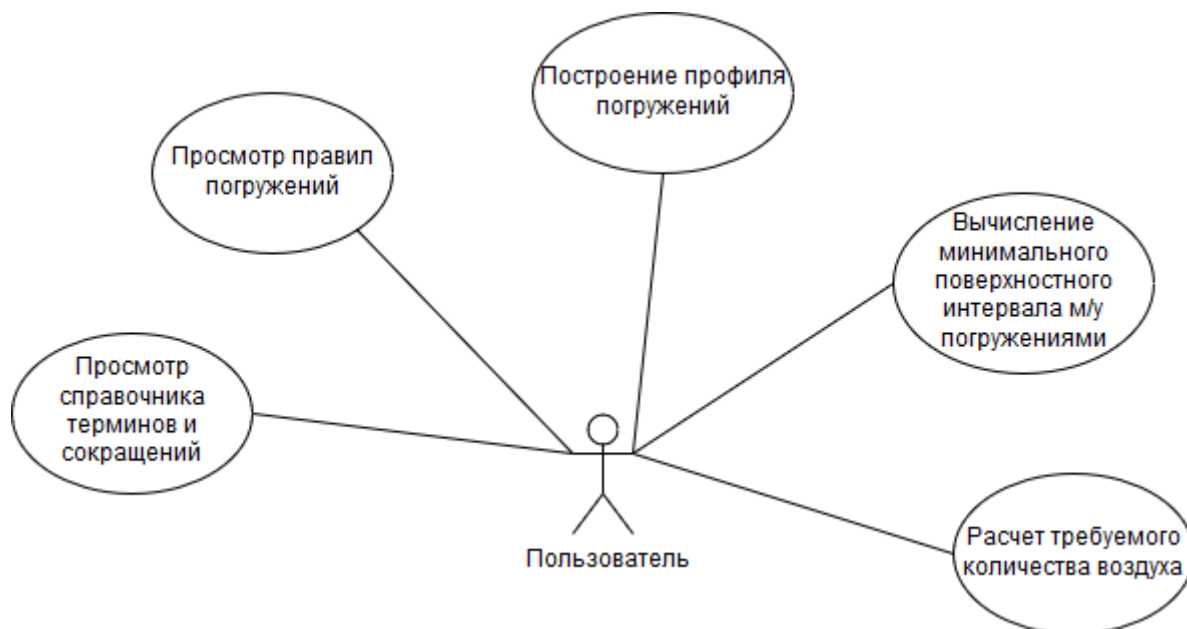 Построение профиля
погружений
Просмотр правил
погружений
Вычисление
минимального
поверхностного
интервала м/у
погружениями
Просмотр
справочника
терминов и
сокращений
Расчет требуемого
количества воздуха
Пользователь